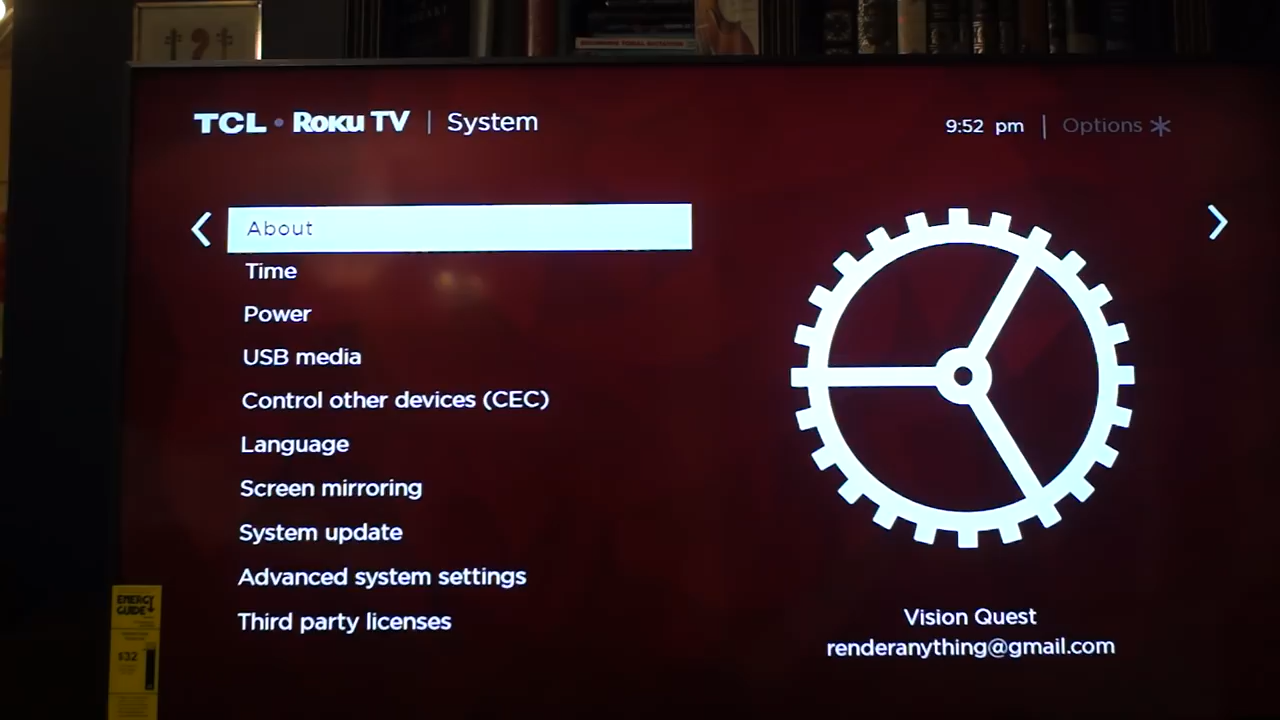 TCL • Roku TV | System
9:52 pm | Options
About
Time
Power
USB media
Control other devices (CEC)
Language
Screen mirroring
System update
Advanced system settings
Third party licenses
Vision Quest
renderanything@gmail.com
ENERGY
GUIDE
$32